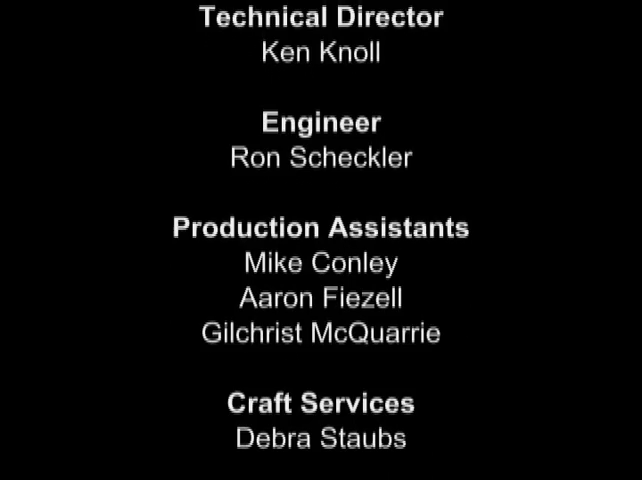 Technical Director
Ken Knoll
Engineer
Ron Scheckler
Production Assistants
Mike Conley
Aaron Fiezell
Gilchrist McQuarrie
Craft Services
Debra Staubs